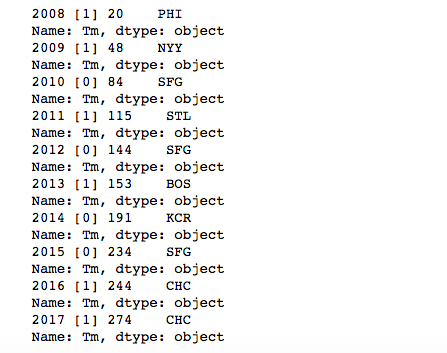 2008 [1] 20    PHI
Name: Tm, dtype: object
2009 [1] 48    NYY
Name: Tm, dtype: object
2010 [0] 84    SFG
Name: Tm, dtype: object
2011 [1] 115    STL
Name: Tm, dtype: object
2012 [0] 144    SFG
Name: Tm, dtype: object
2013 [1] 153    BOS
Name: Tm, dtype: object
2014 [0] 191    KCR
Name: Tm, dtype: object
2015 [0] 234    SFG
Name: Tm, dtype: object
2016 [1] 244    CHC
Name: Tm, dtype: object
2017 [1] 274    CHC
Name: Tm, dtype: object